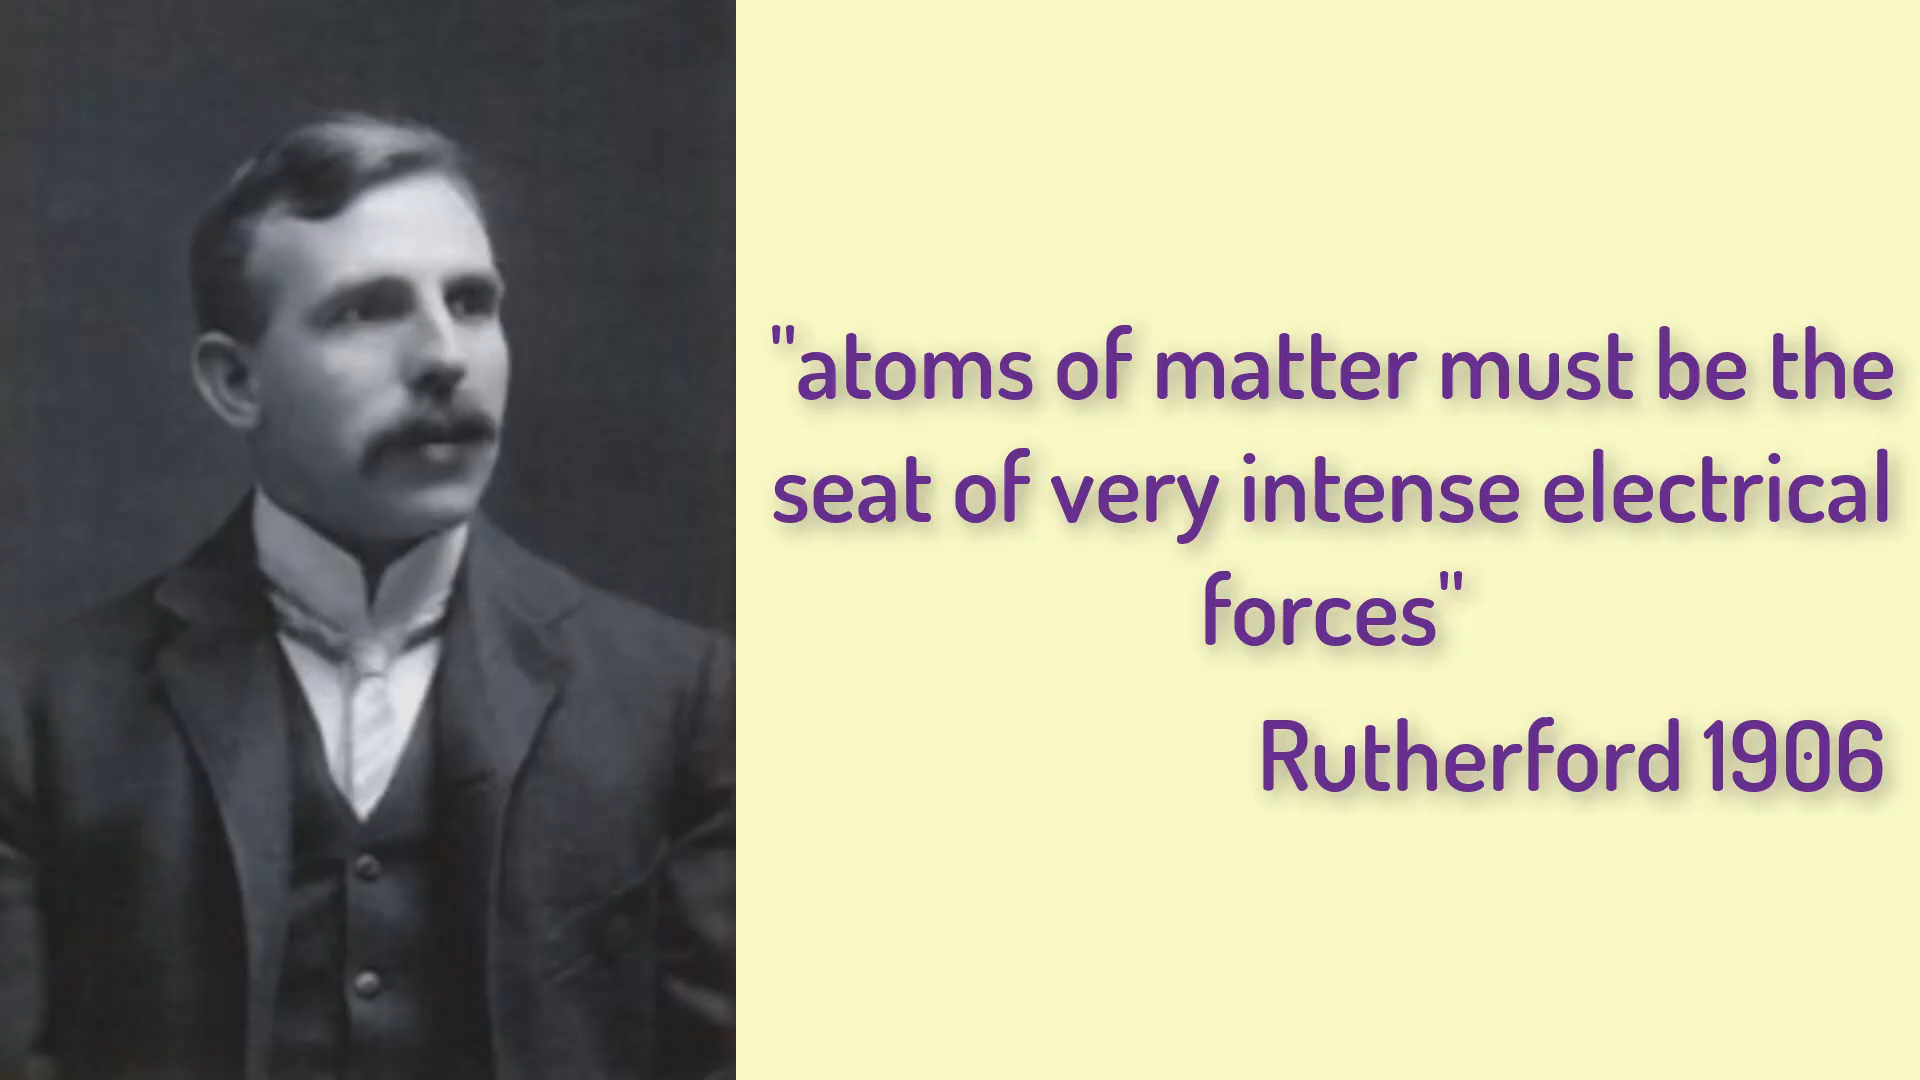 "atoms of matter must be the
seat of very intense electrical
forces"
Rutherford 1906